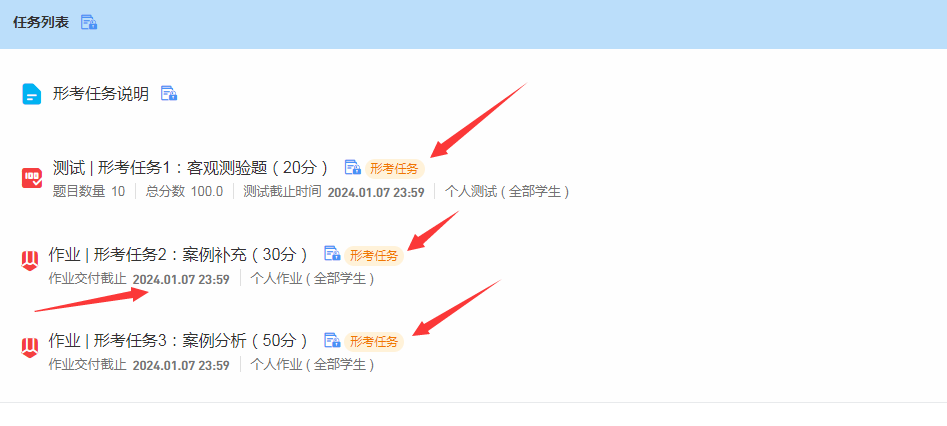 任务列表
形考任务说明
测试 | 形考任务1：客观测验题（20分） 形考任务
100
题目数量 10 总分数 100.0 测试截止时间 2024.01.07 23:59 个人测试 ( 全部学生 )
作业 | 形考任务2：案例补充（30分） 形考任务
作业交付截止 2024.01.07 23:59 个人作业 ( 全部学生 )
作业 | 形考任务3：案例分析（50分） 形考任务
作业交付截止 2024.01.07 23:59 个人作业 ( 全部学生 )